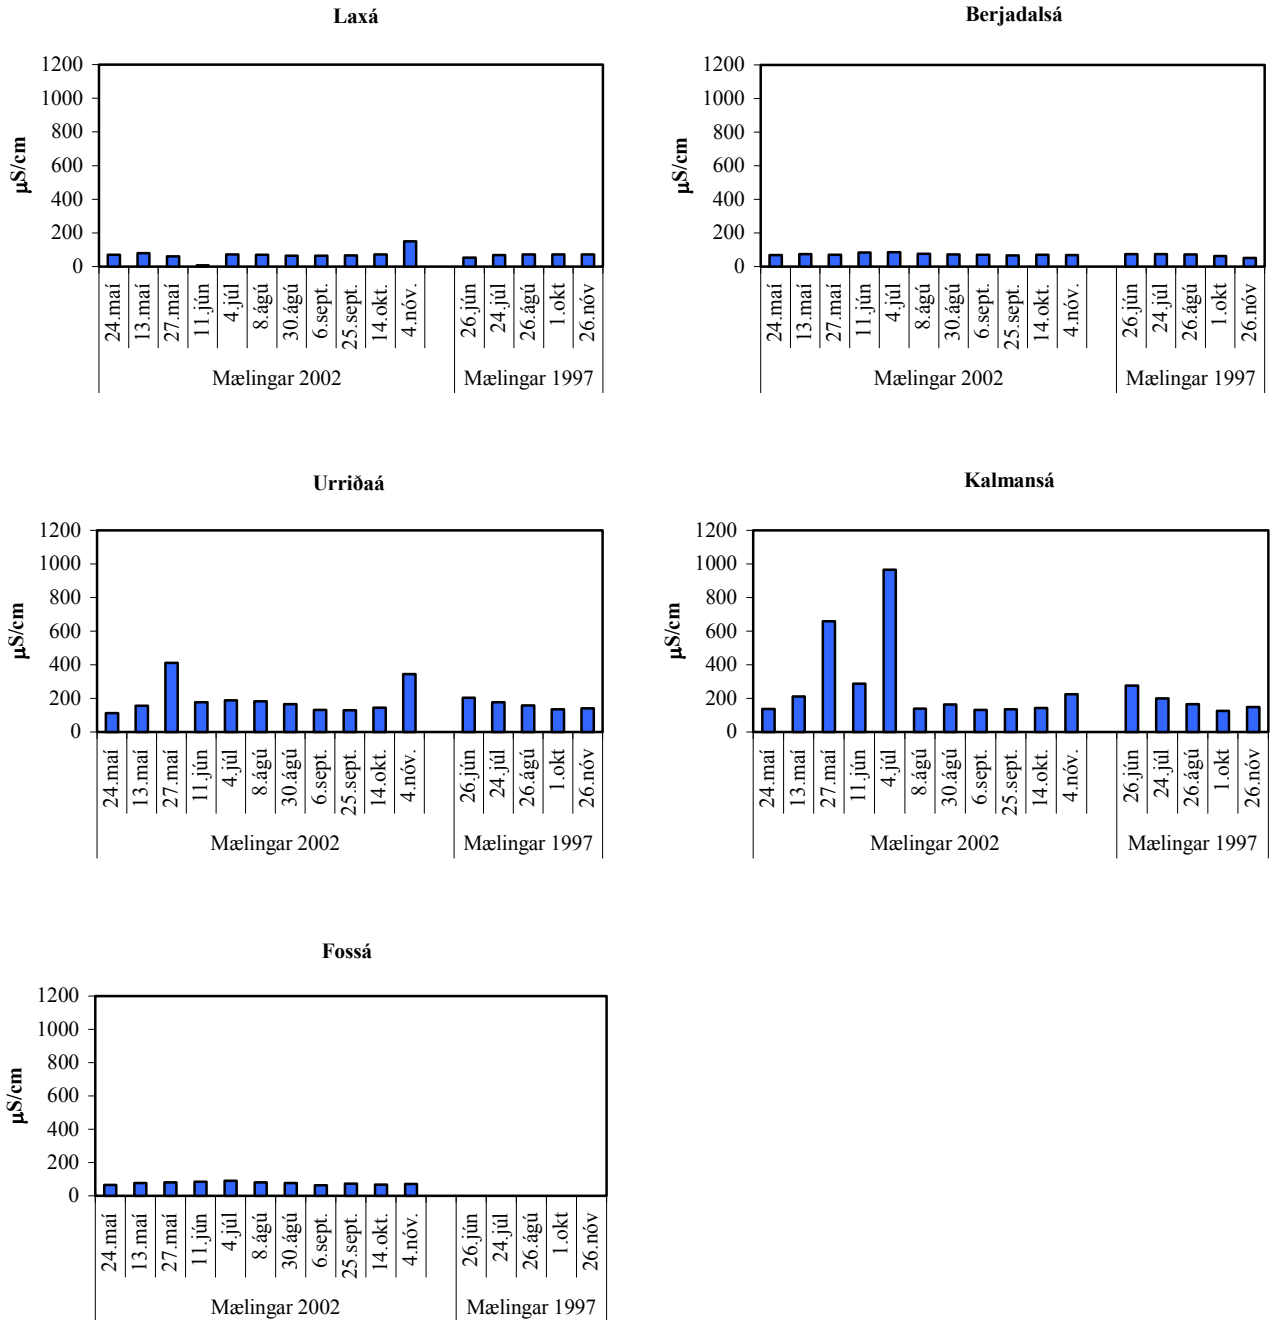 Laxá
1200
1000
800
600
400
200
0
µS/cm
24.maí
13.maí
27.maí
11.jún
4.júl
8.ágú
30.ágú
6.sept.
25.sept.
14.okt.
4.nóv.
26.jún
24.júl
26.ágú
1.okt
26.nóv
Mælingar 2002
Mælingar 1997
Berjadalsá
1200
1000
800
600
400
200
0
µS/cm
24.maí
13.maí
27.maí
11.jún
4.júl
8.ágú
30.ágú
6.sept.
25.sept.
14.okt.
4.nóv.
26.jún
24.júl
26.ágú
1.okt
26.nóv
Mælingar 2002
Mælingar 1997
Urriðaá
1200
1000
800
600
400
200
0
µS/cm
24.maí
13.maí
27.maí
11.jún
4.júl
8.ágú
30.ágú
6.sept.
25.sept.
14.okt.
4.nóv.
26.jún
24.júl
26.ágú
1.okt
26.nóv
Mælingar 2002
Mælingar 1997
Kalmansá
1200
1000
800
600
400
200
0
µS/cm
24.maí
13.maí
27.maí
11.jún
4.júl
8.ágú
30.ágú
6.sept.
25.sept.
14.okt.
4.nóv.
26.jún
24.júl
26.ágú
1.okt
26.nóv
Mælingar 2002
Mælingar 1997
Fossá
1200
1000
800
600
400
200
0
µS/cm
24.maí
13.maí
27.maí
11.jún
4.júl
8.ágú
30.ágú
6.sept.
25.sept.
14.okt.
4.nóv.
26.jún
24.júl
26.ágú
1.okt
26.nóv
Mælingar 2002
Mælingar 1997